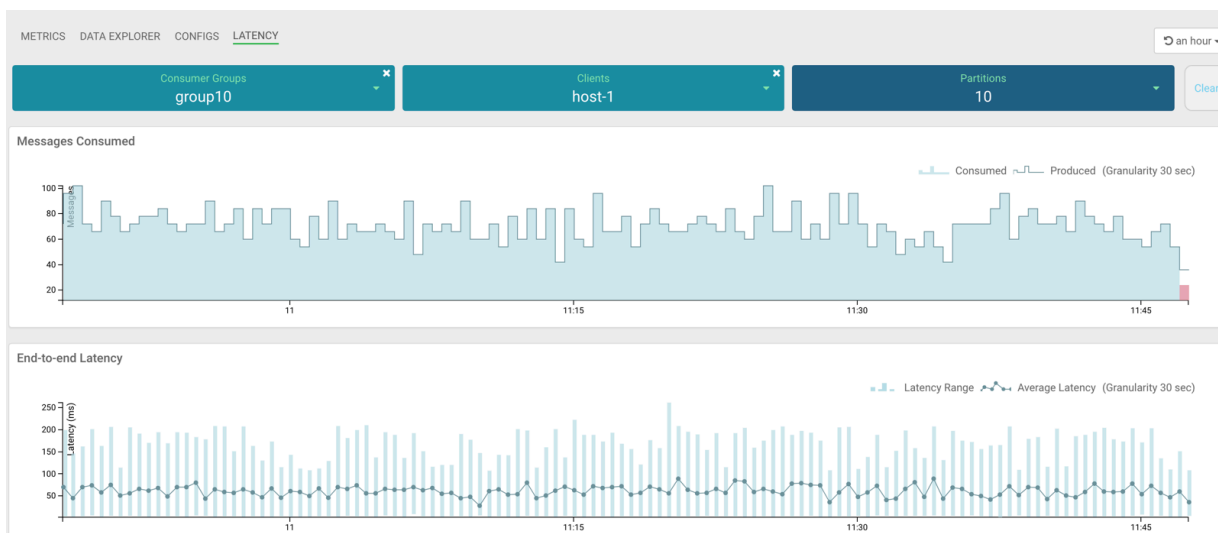 METRICS DATA EXPLORER CONFIGS LATENCY
an hour
Consumer Groups
group10
Clients
host-1
Partitions
10
Clear
Messages Consumed
Consumed Produced (Granularity 30 sec)
Messages
100
80
60
40
20
11 11:15 11:30 11:45
End-to-end Latency
Latency Range Average Latency (Granularity 30 sec)
Latency (ms)
250
200
150
100
50
11 11:15 11:30 11:45